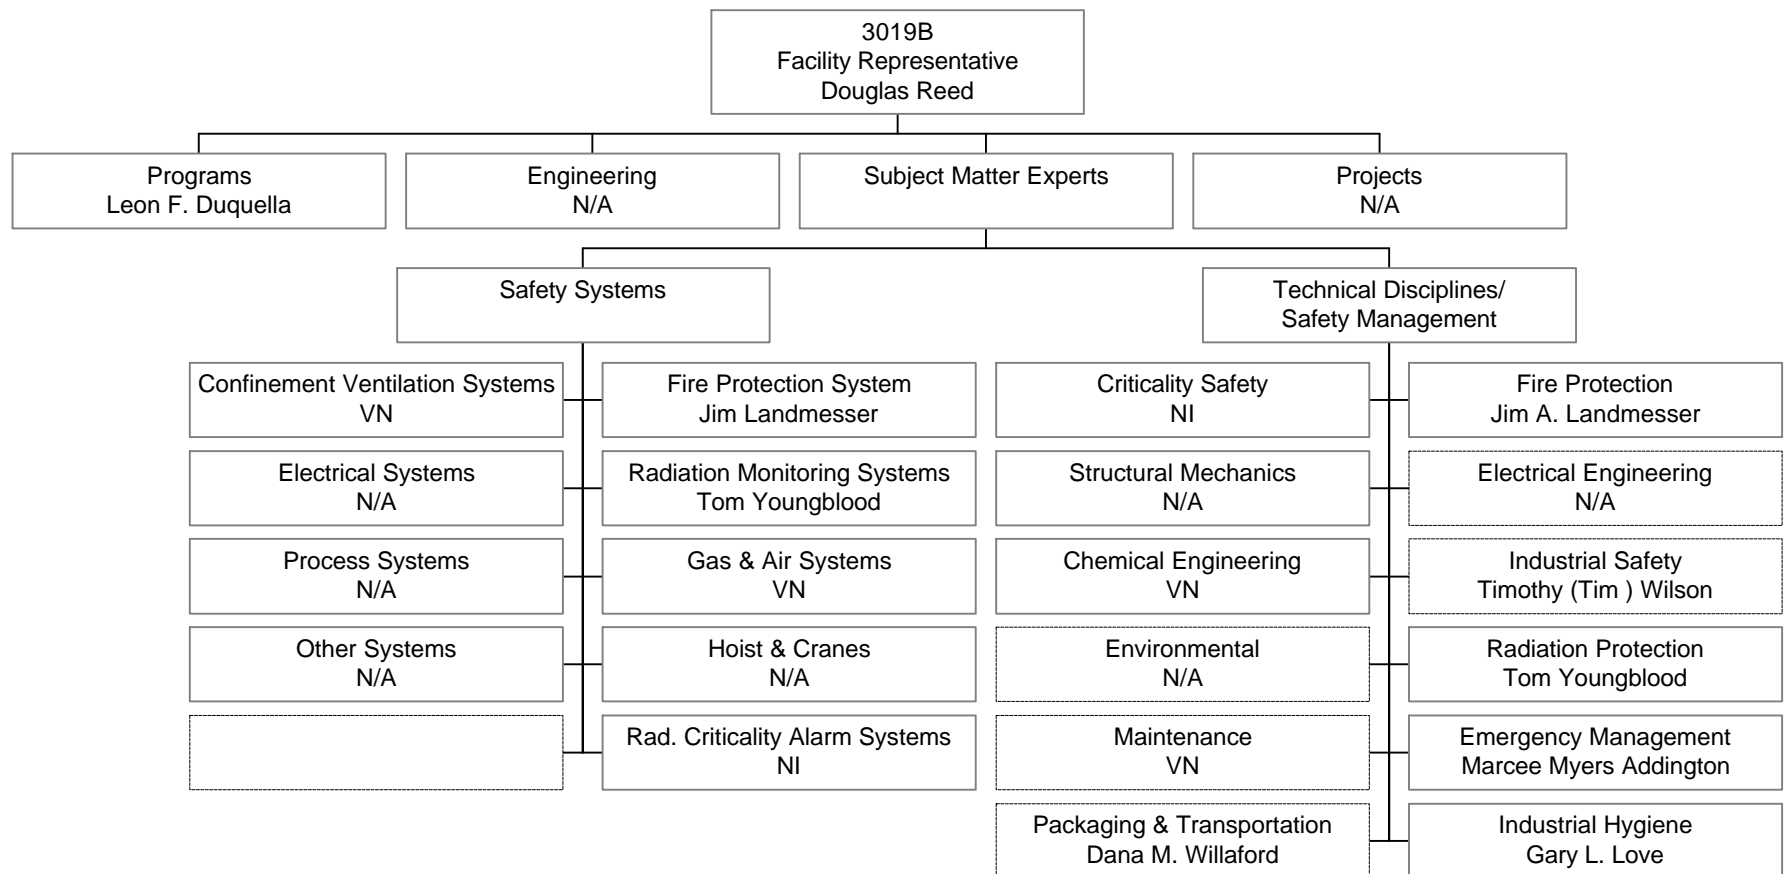 3019B
Facility Representative
Douglas Reed
Programs
Leon F. Duquella
Engineering
N/A
Subject Matter Experts
Projects
N/A
Safety Systems
Technical Disciplines/
Safety Management
Confinement Ventilation Systems
VN
Fire Protection System
Jim Landmesser
Criticality Safety
NI
Fire Protection
Jim A. Landmesser
Electrical Systems
N/A
Radiation Monitoring Systems
Tom Youngblood
Structural Mechanics
N/A
Electrical Engineering
N/A
Process Systems
N/A
Gas & Air Systems
VN
Chemical Engineering
VN
Industrial Safety
Timothy (Tim ) Wilson
Other Systems
N/A
Hoist & Cranes
N/A
Environmental
N/A
Radiation Protection
Tom Youngblood
Rad. Criticality Alarm Systems
NI
Maintenance
VN
Emergency Management
Marcee Myers Addington
Packaging & Transportation
Dana M. Willaford
Industrial Hygiene
Gary L. Love